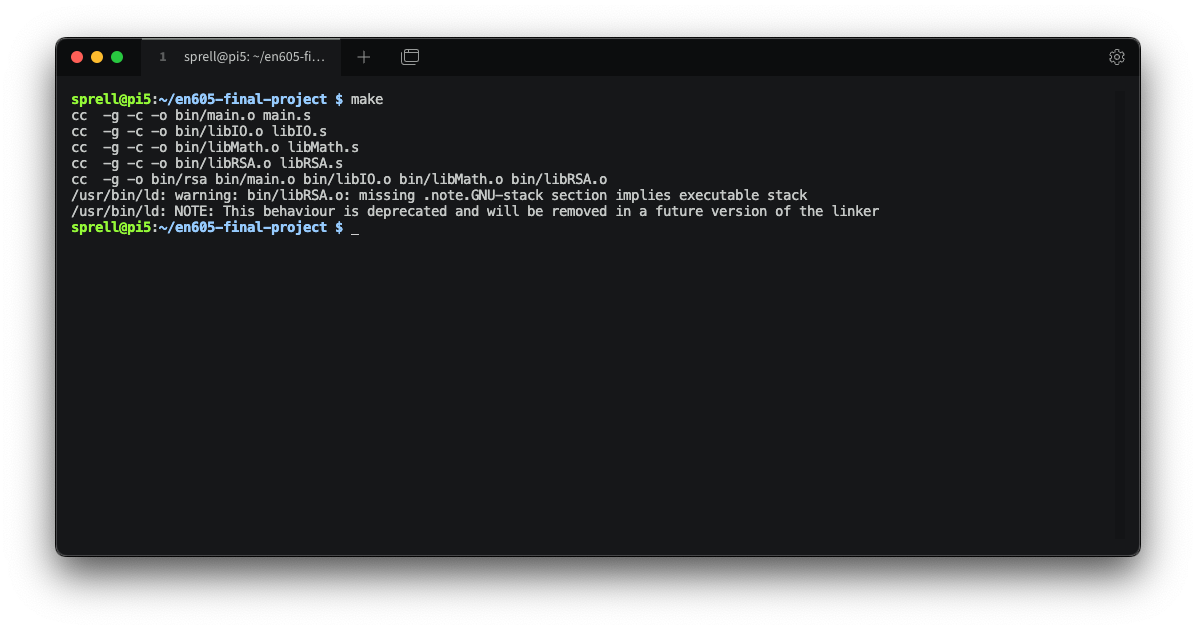 1 sprell@pi5: ~/en605-fi...
sprell@pi5:~/en605-final-project $ make
cc  -g -c -o bin/main.o main.s
cc  -g -c -o bin/libIO.o libIO.s
cc  -g -c -o bin/libMath.o libMath.s
cc  -g -c -o bin/libRSA.o libRSA.s
cc  -g -o bin/rsa bin/main.o bin/libIO.o bin/libMath.o bin/libRSA.o
/usr/bin/ld: warning: bin/libRSA.o: missing .note.GNU-stack section implies executable stack
/usr/bin/ld: NOTE: This behaviour is deprecated and will be removed in a future version of the linker
sprell@pi5:~/en605-final-project $ _